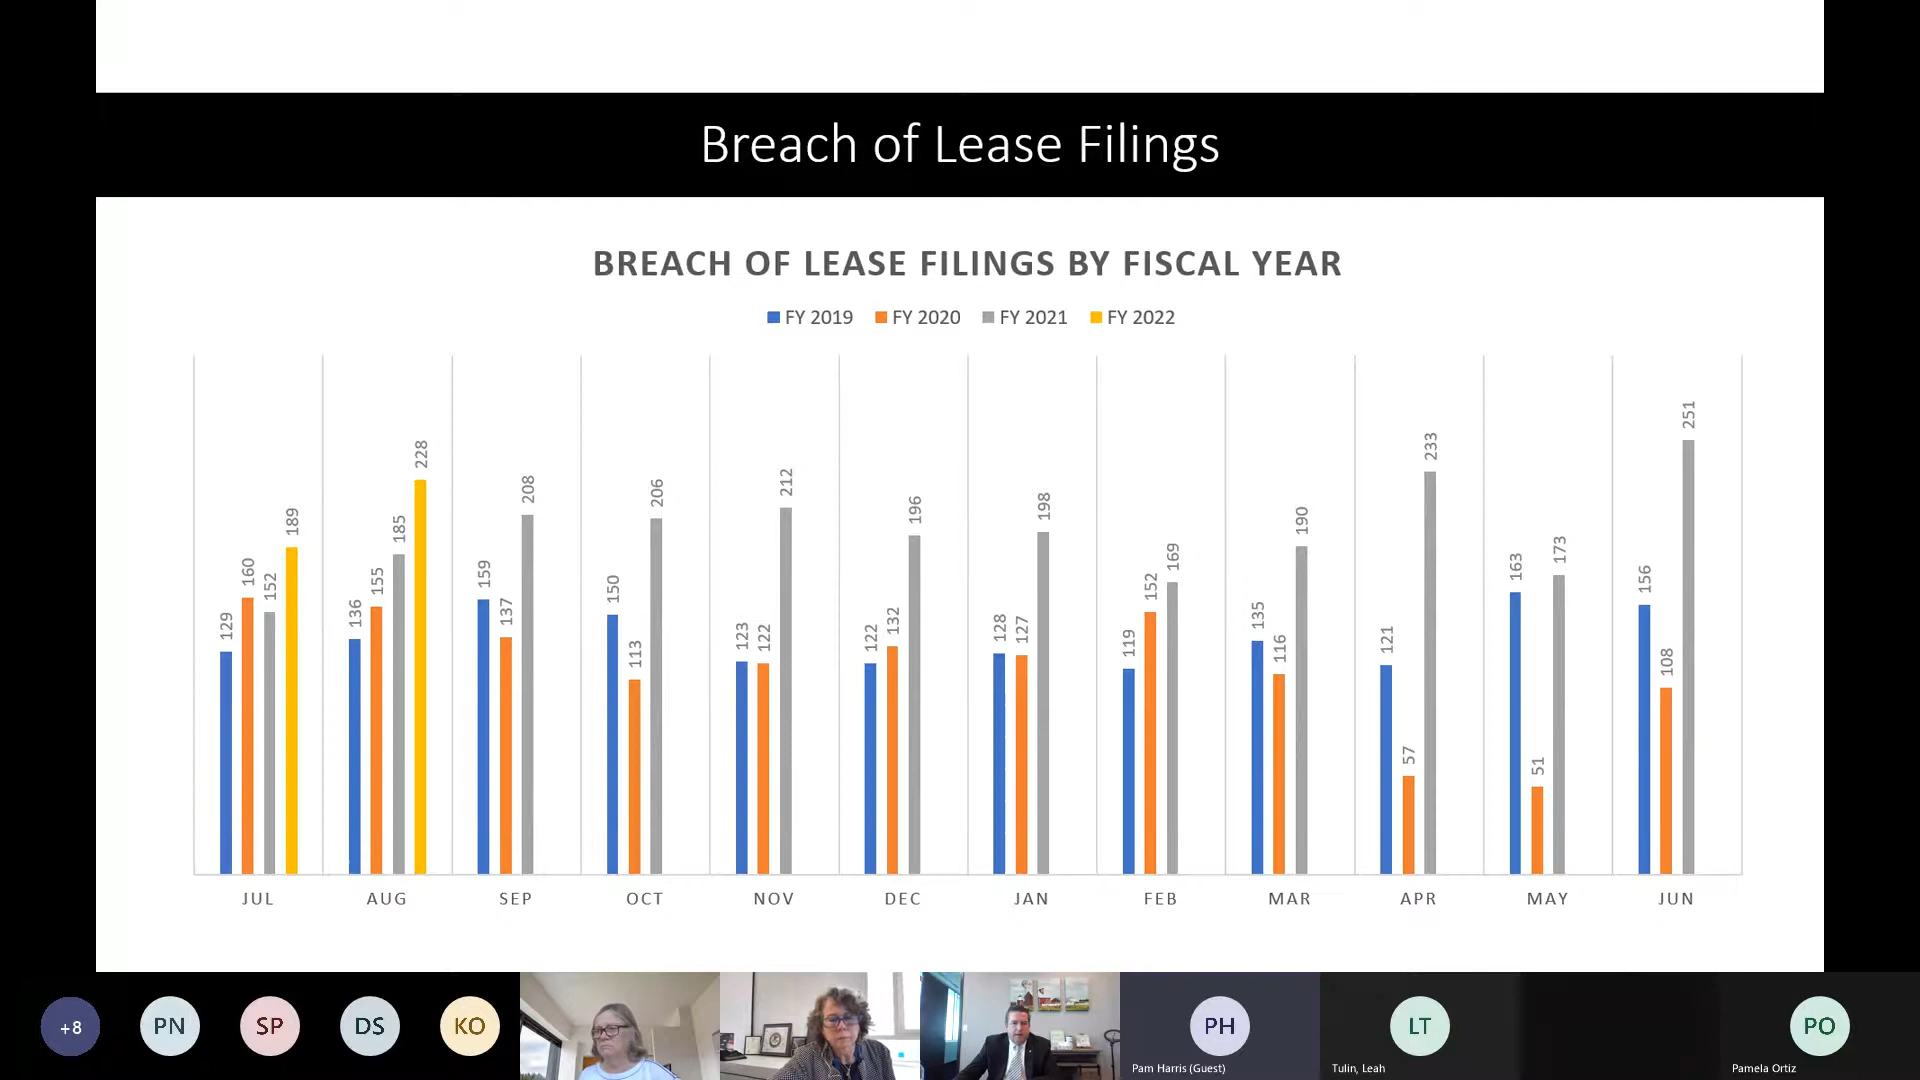 Breach of Lease Filings
BREACH OF LEASE FILINGS BY FISCAL YEAR
FY 2019 FY 2020 FY 2021 FY 2022
129 160 152 189
136 155 185 228
159 137 208
150 113 206
123 122 212
122 132 196
128 127 198
119 152 169
135 116 190
121 57 233
163 51 173
156 108 251
JUL AUG SEP OCT NOV DEC JAN FEB MAR APR MAY JUN
+8 PN SP DS KO PH LT PO
Pam Harris (Guest) Tulin, Leah Pamela Ortiz